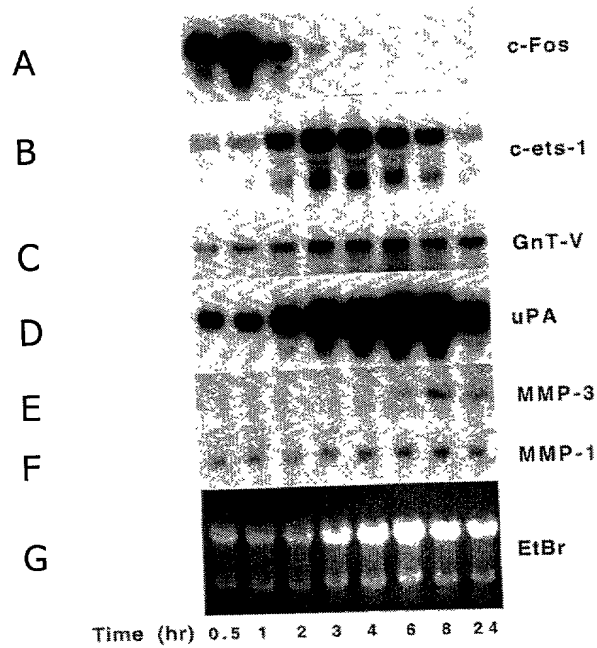 A c-Fos
B c-ets-1
C GnT-V
D uPA
E MMP-3
F MMP-1
G EtBr
Time (hr) 0.5 1 2 3 4 6 8 24